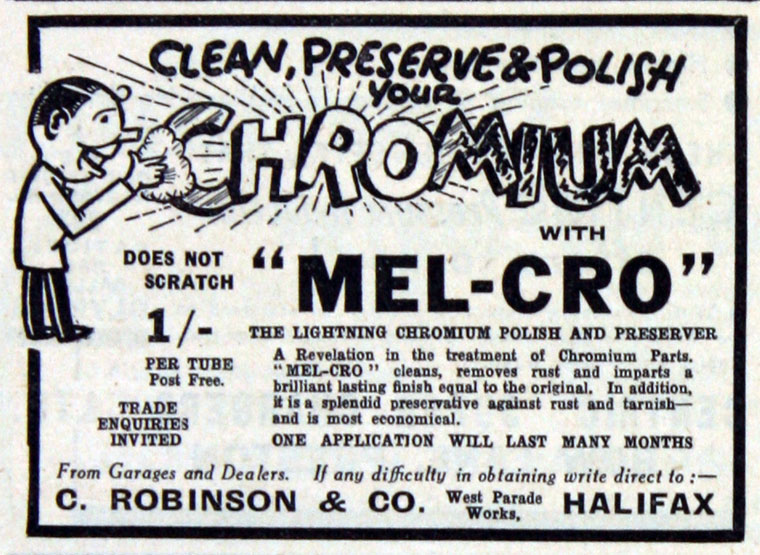 CLEAN, PRESERVE & POLISH
YOUR
CHROMIUM
WITH
DOES NOT
SCRATCH
"MEL-CRO"
1/-
PER TUBE
Post Free.
TRADE
ENQUIRIES
INVITED
THE LIGHTNING CHROMIUM POLISH AND PRESERVER
A Revelation in the treatment of Chromium Parts.
"MEL-CRO" cleans, removes rust and imparts a
brilliant lasting finish equal to the original. In addition,
it is a splendid preservative against rust and tarnish—
and is most economical.
ONE APPLICATION WILL LAST MANY MONTHS
From Garages and Dealers. If any difficulty in obtaining write direct to :—
C. ROBINSON & CO. West Parade Works, HALIFAX